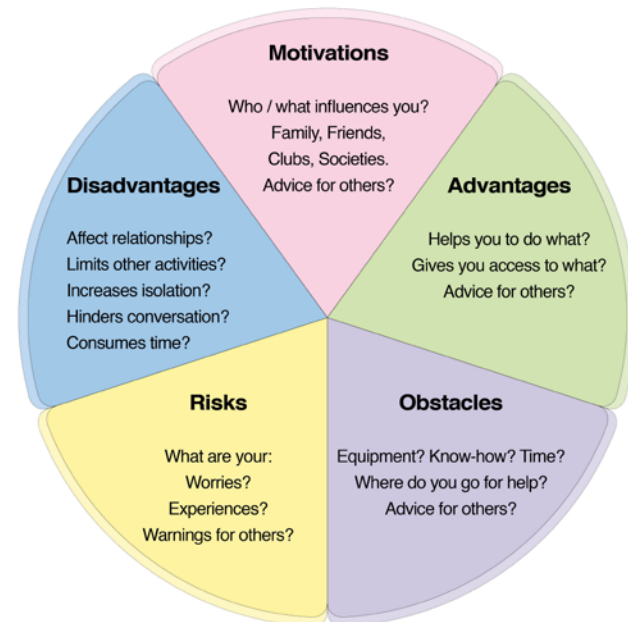 Motivations
Who / what influences you?
Family, Friends,
Clubs, Societies.
Advice for others?
Advantages
Helps you to do what?
Gives you access to what?
Advice for others?
Obstacles
Equipment? Know-how? Time?
Where do you go for help?
Advice for others?
Risks
What are your:
Worries?
Experiences?
Warnings for others?
Disadvantages
Affect relationships?
Limits other activities?
Increases isolation?
Hinders conversation?
Consumes time?